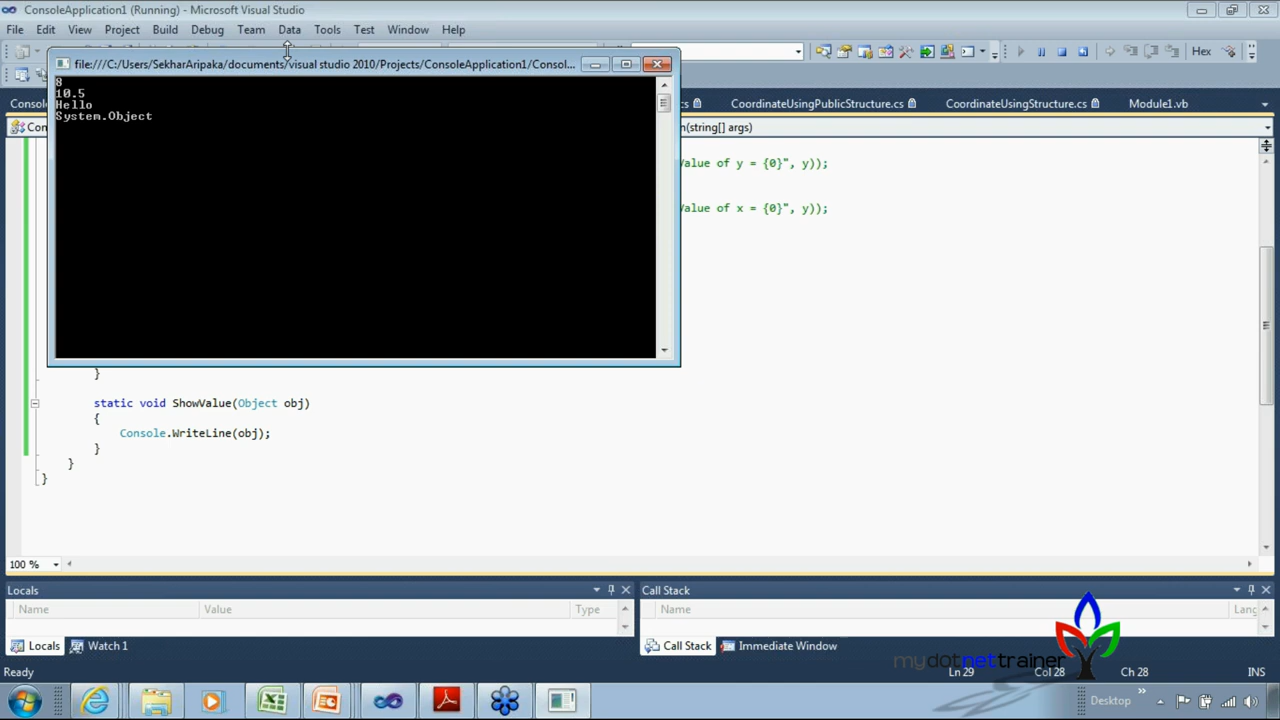 ConsoleApplication1 (Running) - Microsoft Visual Studio
File Edit View Project Build Debug Team Data Tools Test Window Help
Hex
file:///C:/Users/SekharAripaka/documents/visual studio 2010/Projects/ConsoleApplication1/Consol...
8
10.5
Hello
System.Object
CoordinateUsingPublicStructure.cs CoordinateUsingStructure.cs Module1.vb
(string[] args)
alue of y = {0}", y));
alue of x = {0}", y));
}
static void ShowValue(Object obj)
{
Console.WriteLine(obj);
}
}
}
100 %
Locals
Name Value Type
Call Stack
Name Lang
Locals Watch 1
Call Stack Immediate Window
mydotnettrainer
Ready
Ln 29 Col 28 Ch 28 INS
Desktop